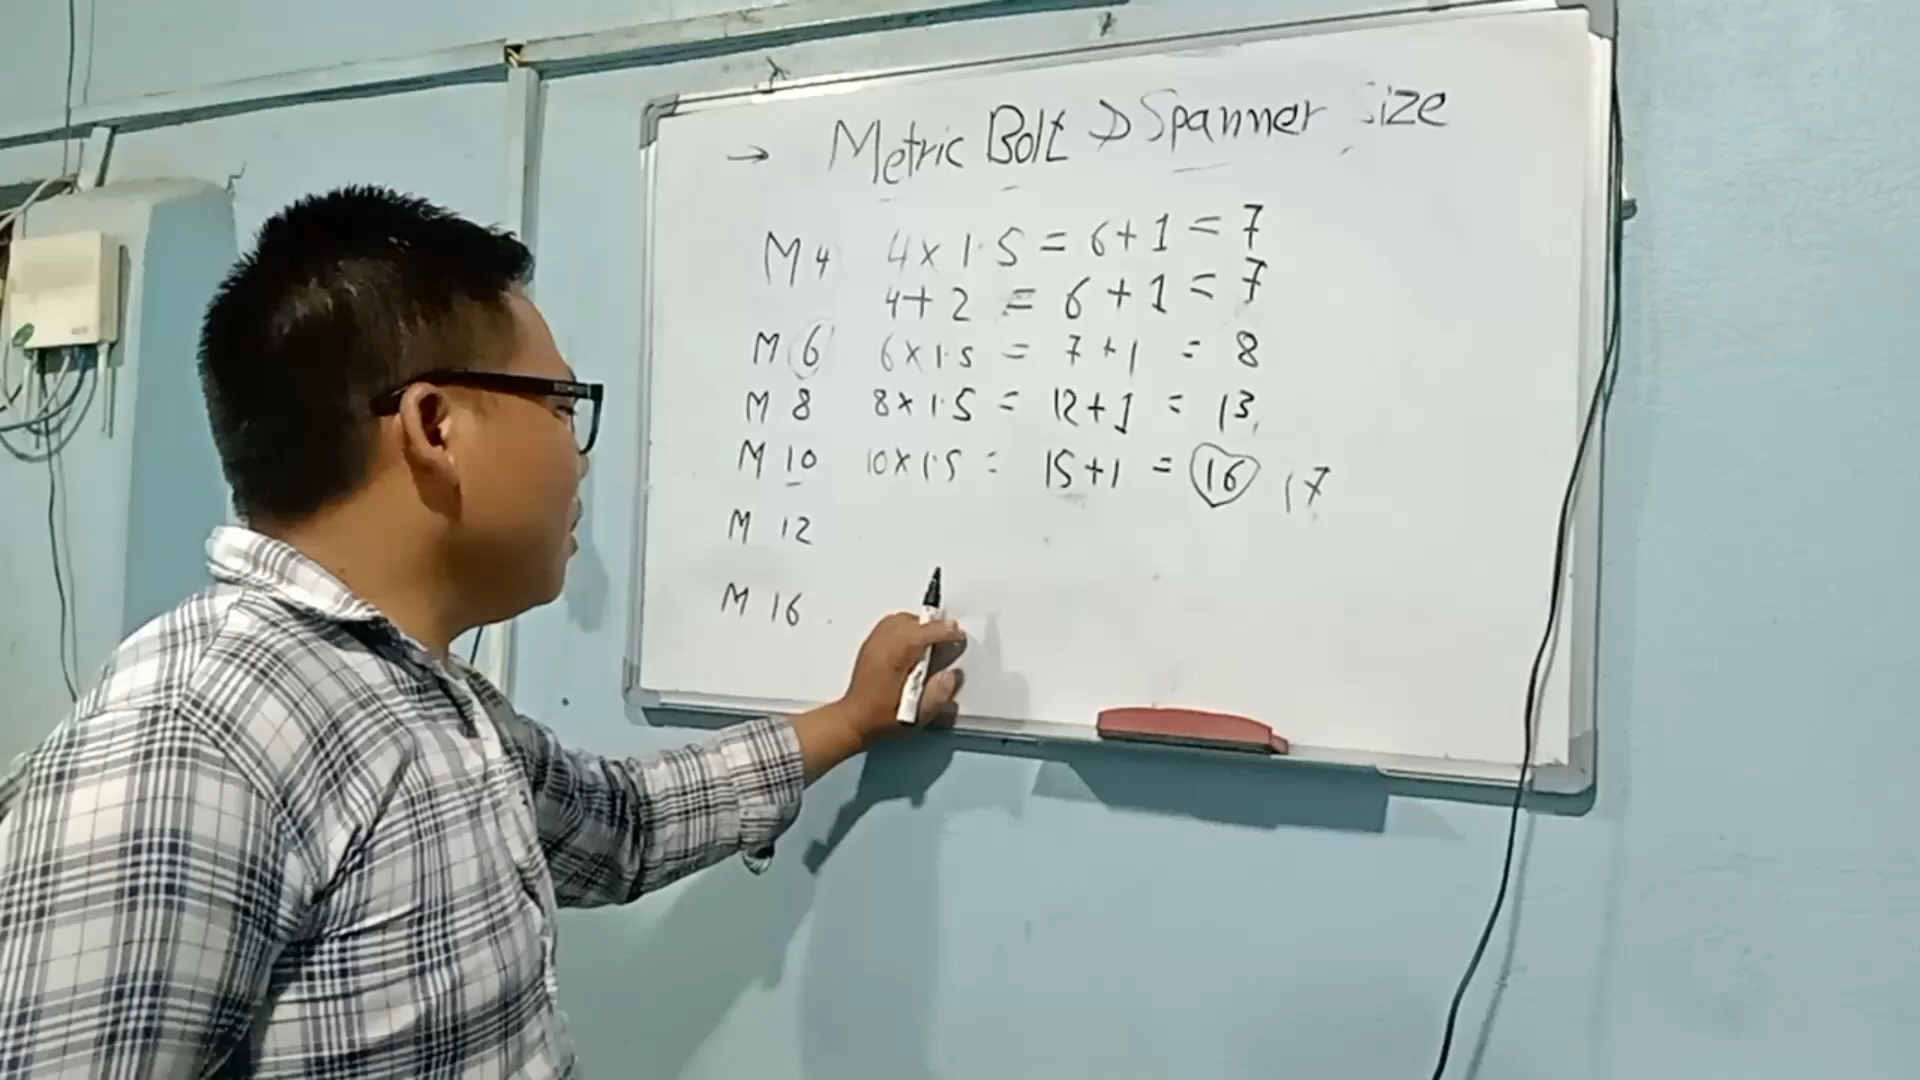 → Metric Bolt → Spanner Size
M 4 4 x 1.5 = 6 + 1 = 7
4 + 2 = 6 + 1 = 7
M 6 6 x 1.5 = 7 + 1 = 8
M 8 8 x 1.5 = 12 + 1 = 13
M 10 10 x 1.5 = 15 + 1 = 16 17
M 12
M 16